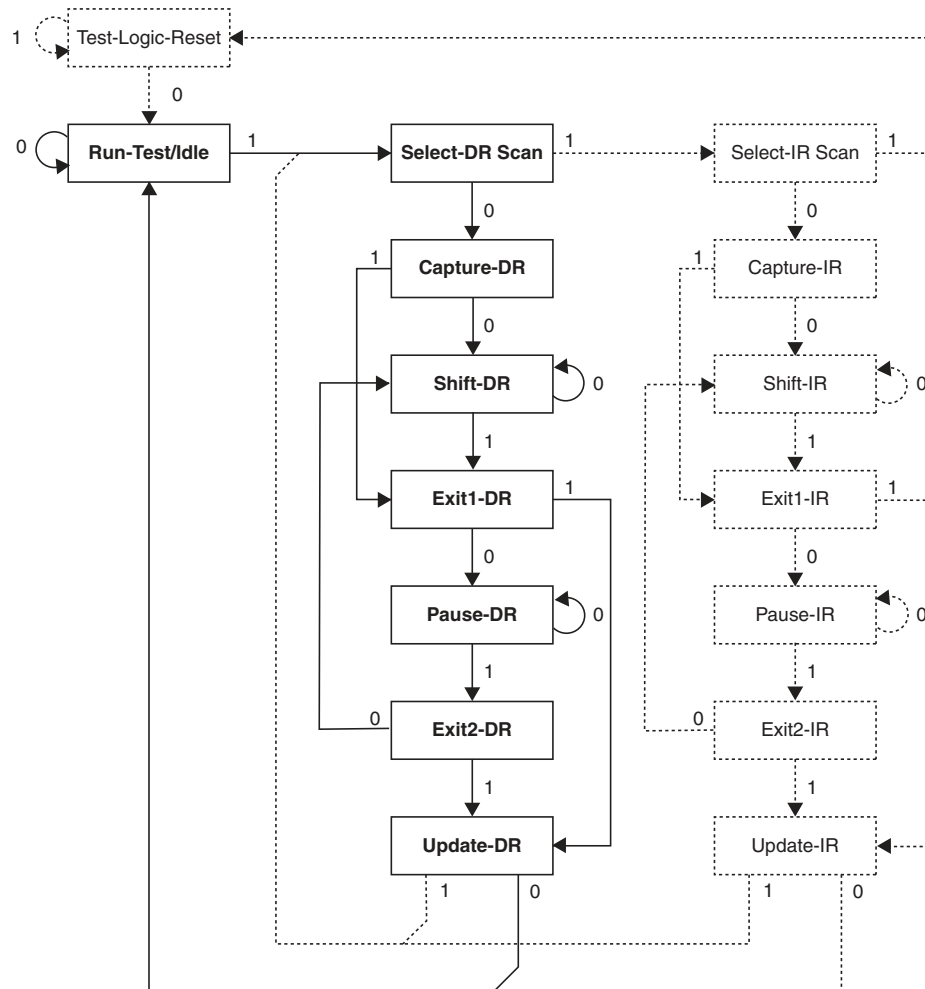 1 Test-Logic-Reset
0
0 Run-Test/Idle 1 Select-DR Scan 1 Select-IR Scan 1
0 0
1 Capture-DR 1 Capture-IR
0 0
Shift-DR 0 Shift-IR 0
1 1
Exit1-DR 1 Exit1-IR 1
0 0
Pause-DR 0 Pause-IR 0
1 1
0 Exit2-DR 0 Exit2-IR
1 1
Update-DR Update-IR
1 0 1 0